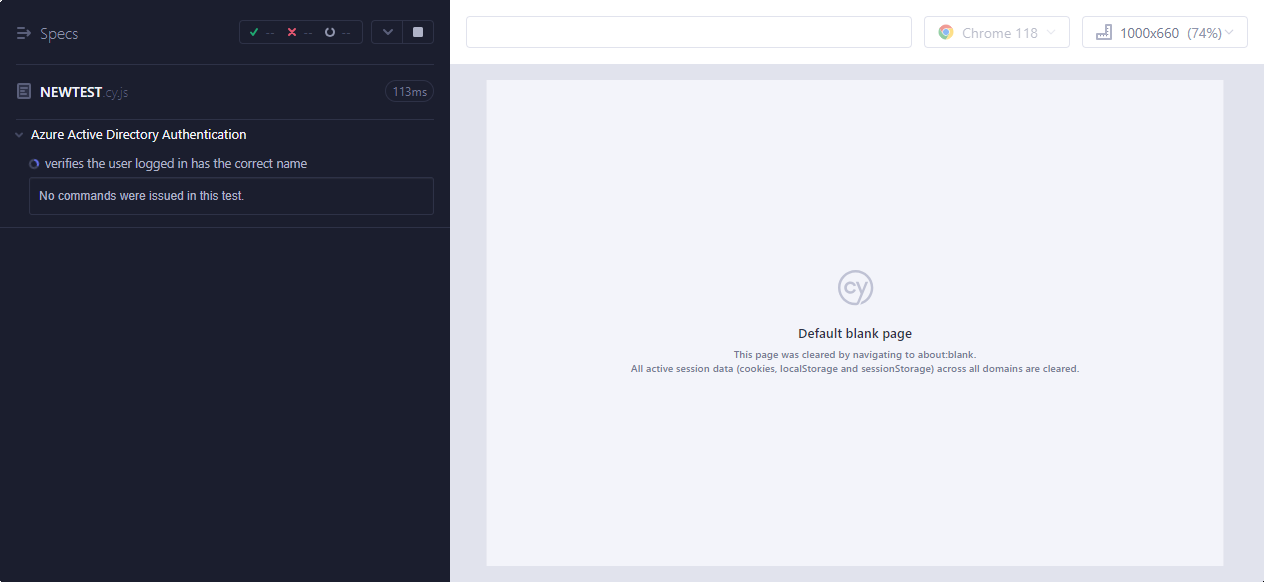 Specs
--
--
--
NEWTEST.cy.js
113ms
Azure Active Directory Authentication
verifies the user logged in has the correct name
No commands were issued in this test.
Chrome 118
1000x660 (74%)
cy
Default blank page
This page was cleared by navigating to about:blank.
All active session data (cookies, localStorage and sessionStorage) across all domains are cleared.